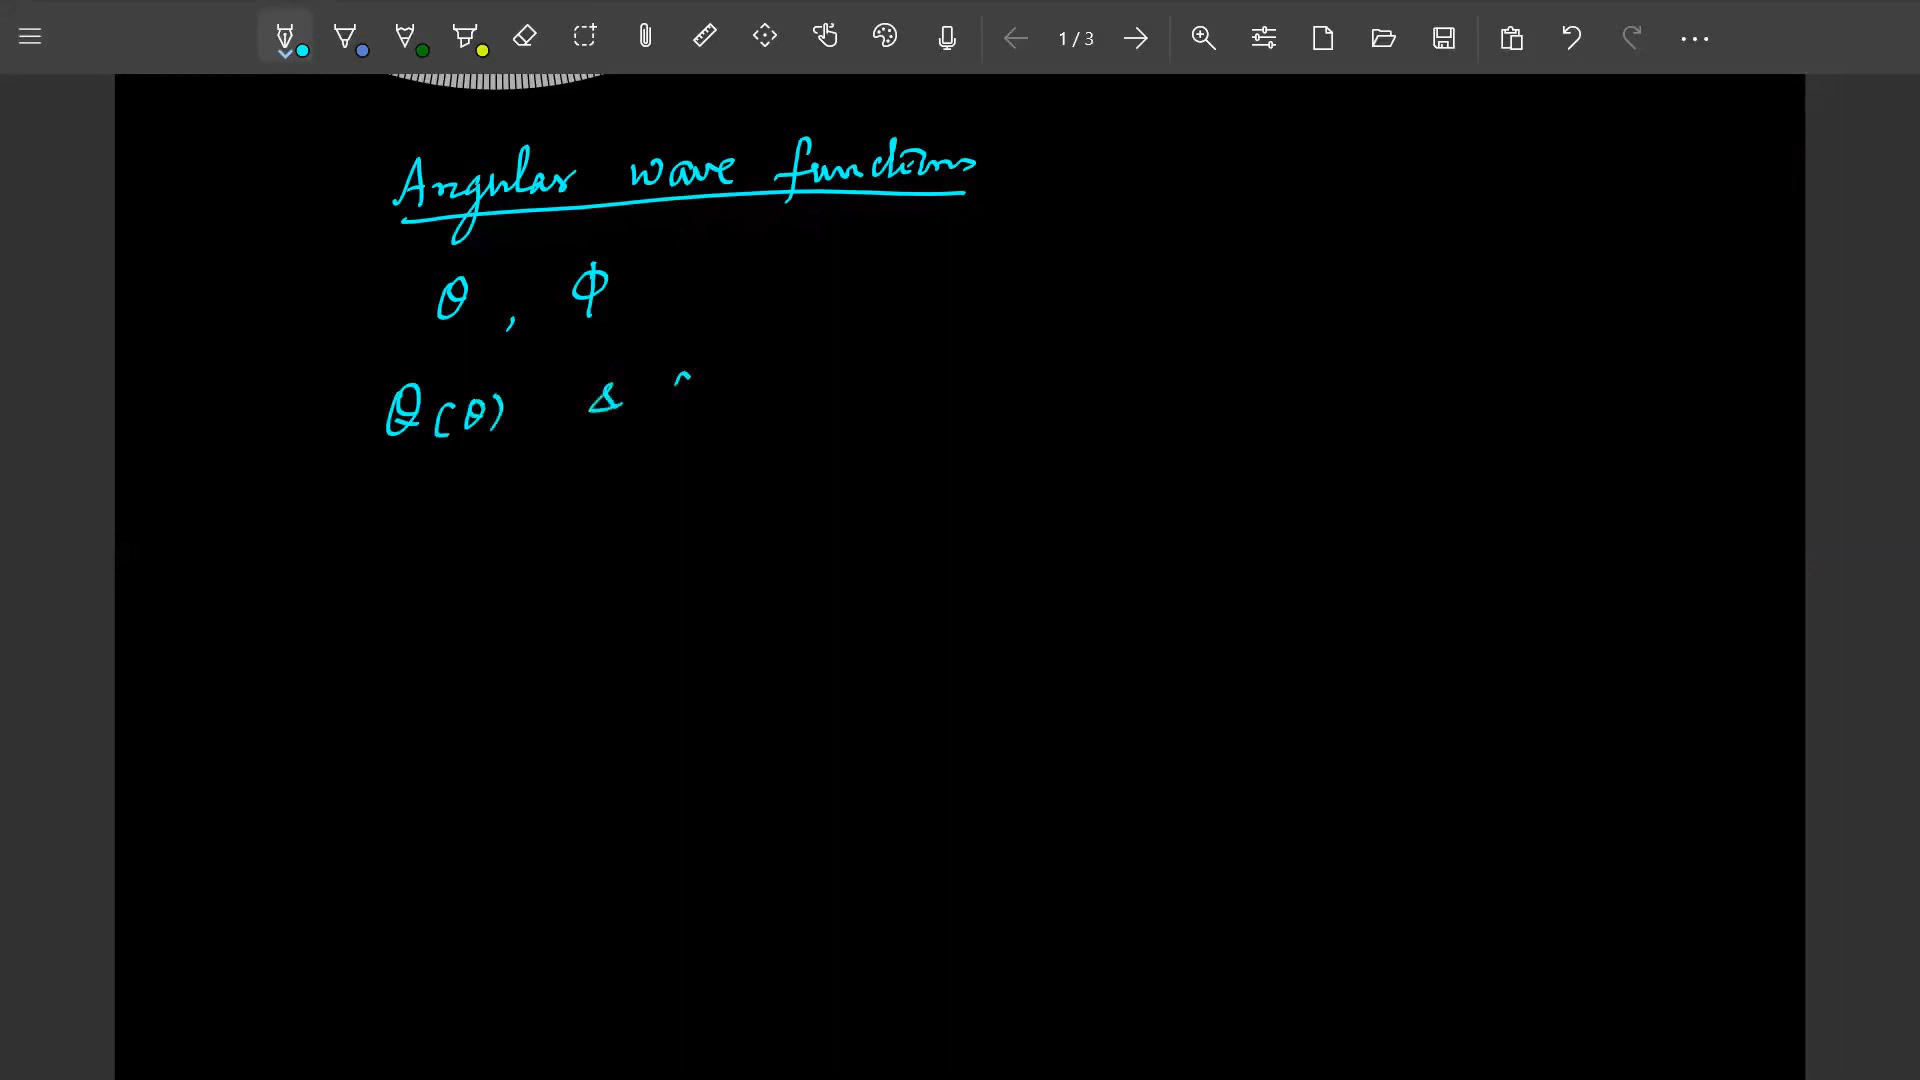 1 / 3
Angular wave functions
θ , φ
Θ(θ) &